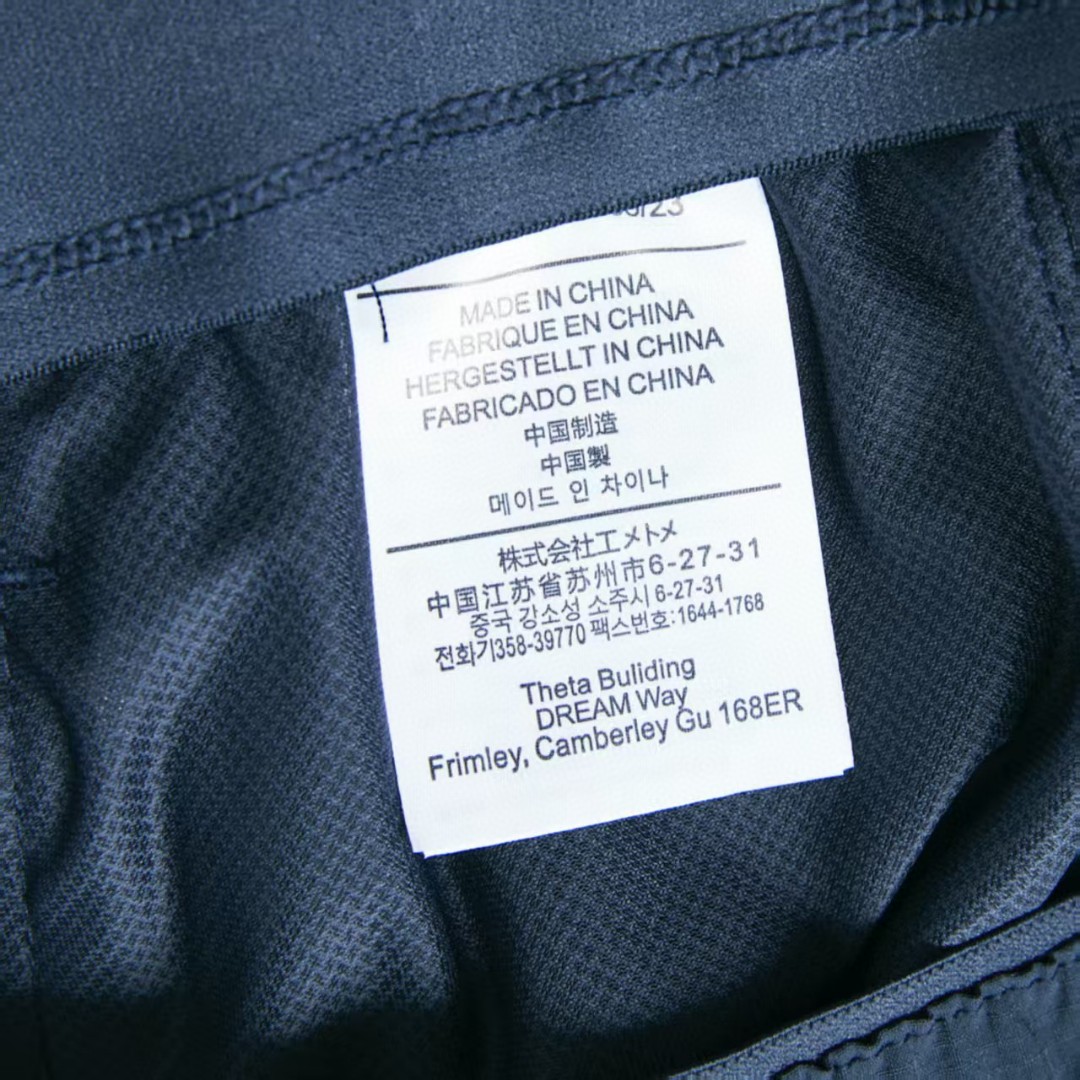 MADE IN CHINA
FABRIQUE EN CHINA
HERGESTELLT IN CHINA
FABRICADO EN CHINA
中国制造
中国製
메이드 인 차이나
株式会社工メトメ
中国江苏省苏州市6-27-31
중국 강소성 소주시 6-27-31
전화기358-39770 팩스번호:1644-1768
Theta Buliding
DREAM Way
Frimley, Camberley Gu 168ER